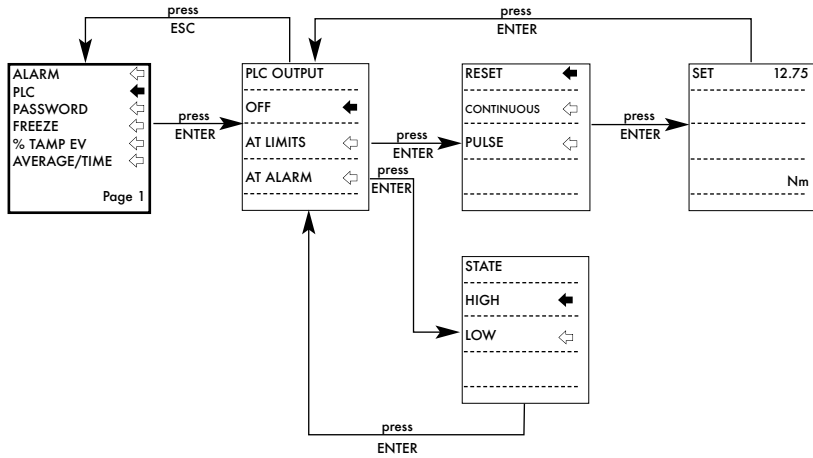 press
ESC
press
ENTER
ALARM
PLC
PASSWORD
FREEZE
% TAMP EV
AVERAGE/TIME
Page 1
press
ENTER
PLC OUTPUT
OFF
AT LIMITS
AT ALARM
press
ENTER
press
ENTER
RESET
CONTINUOUS
PULSE
press
ENTER
SET 12.75
Nm
STATE
HIGH
LOW
press
ENTER